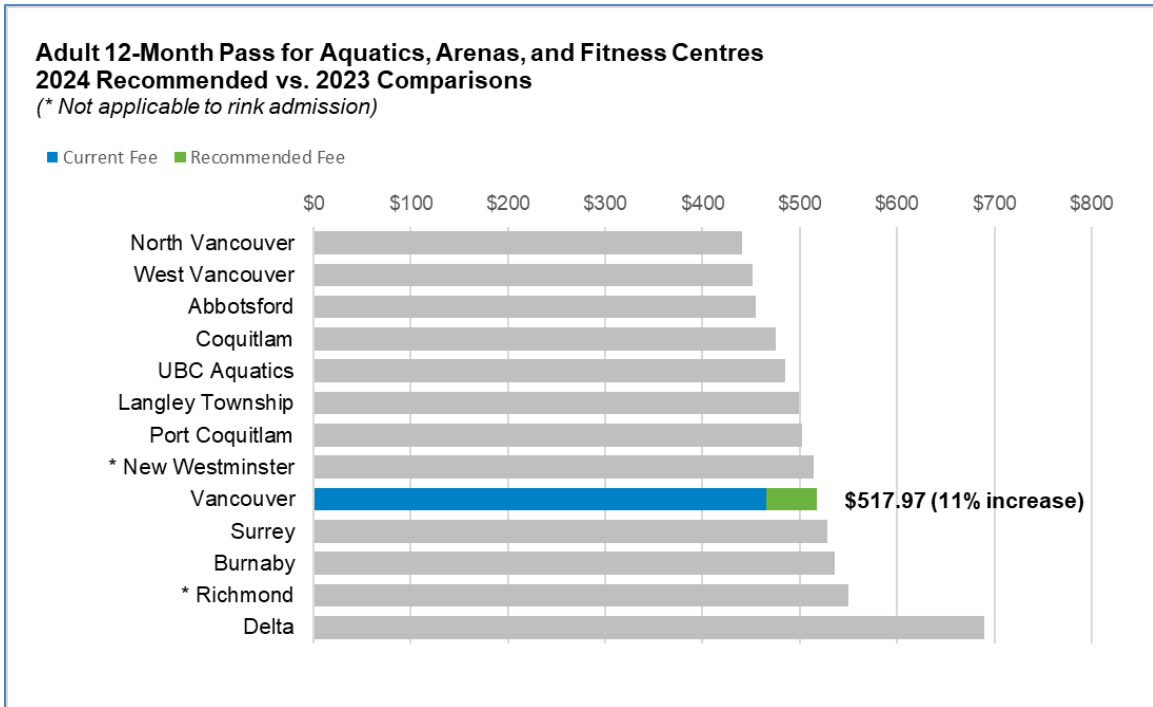 Adult 12-Month Pass for Aquatics, Arenas, and Fitness Centres
2024 Recommended vs. 2023 Comparisons
(* Not applicable to rink admission)
Current Fee Recommended Fee
$0 $100 $200 $300 $400 $500 $600 $700 $800
North Vancouver
West Vancouver
Abbotsford
Coquitlam
UBC Aquatics
Langley Township
Port Coquitlam
* New Westminster
Vancouver $517.97 (11% increase)
Surrey
Burnaby
* Richmond
Delta